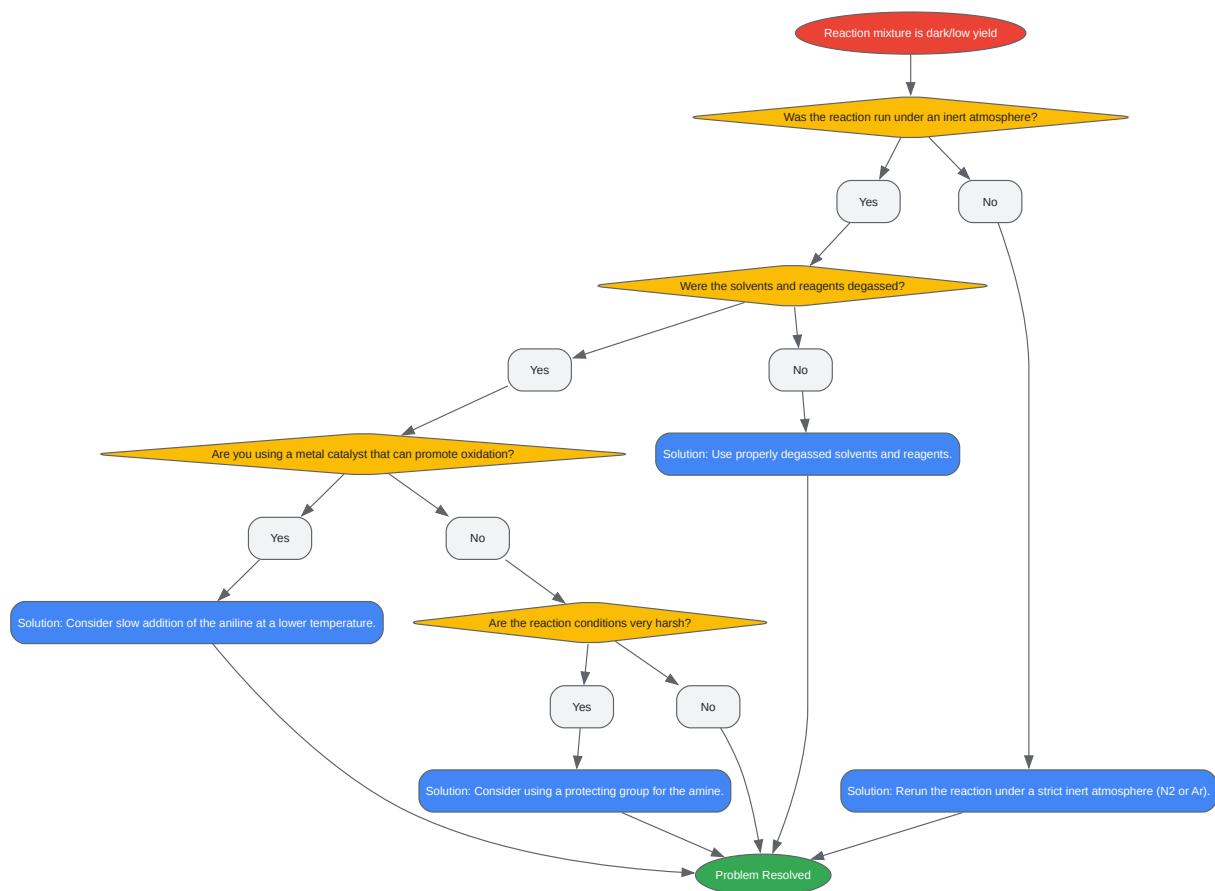 Reaction mixture is dark/low yield
Was the reaction run under an inert atmosphere?
Yes
No
Were the solvents and reagents degassed?
Yes
No
Are you using a metal catalyst that can promote oxidation?
Solution: Use properly degassed solvents and reagents.
Yes
No
Solution: Consider slow addition of the aniline at a lower temperature.
Are the reaction conditions very harsh?
Yes
No
Solution: Consider using a protecting group for the amine.
Solution: Rerun the reaction under a strict inert atmosphere (N2 or Ar).
Problem Resolved